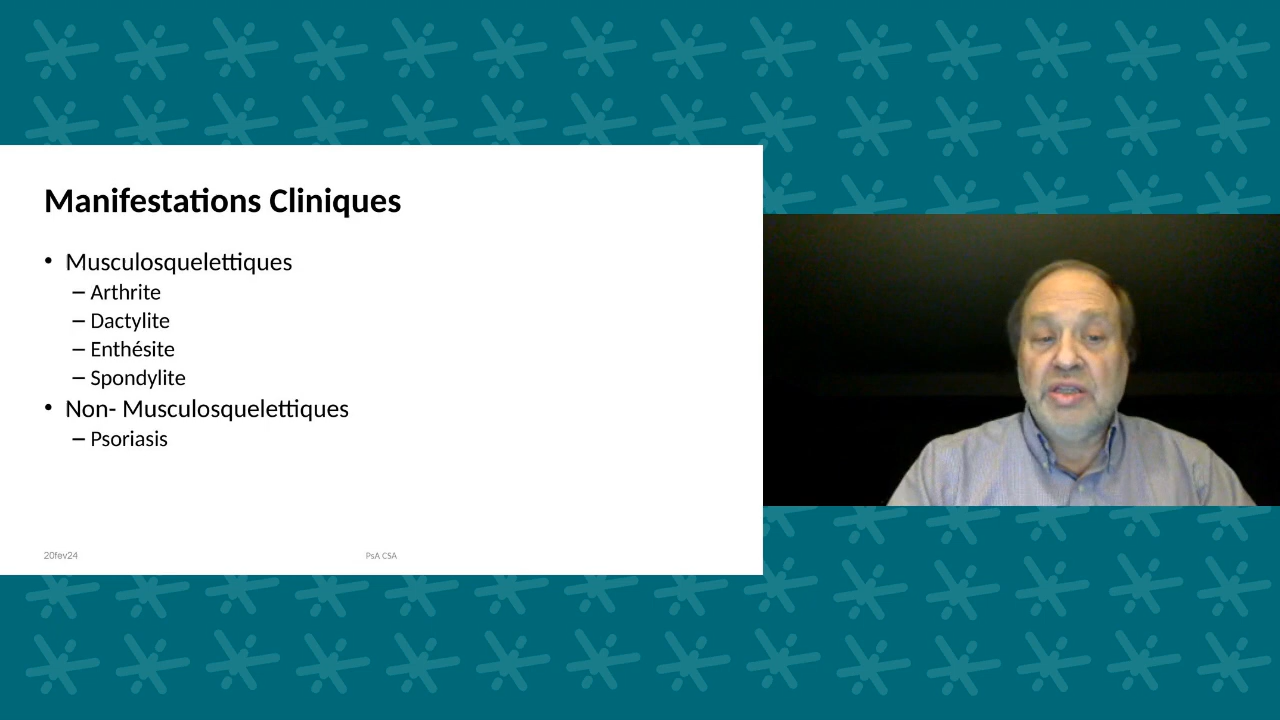 Manifestations Cliniques
• Musculosquelettiques
– Arthrite
– Dactylite
– Enthésite
– Spondylite
• Non- Musculosquelettiques
– Psoriasis
20fev24
PsA CSA